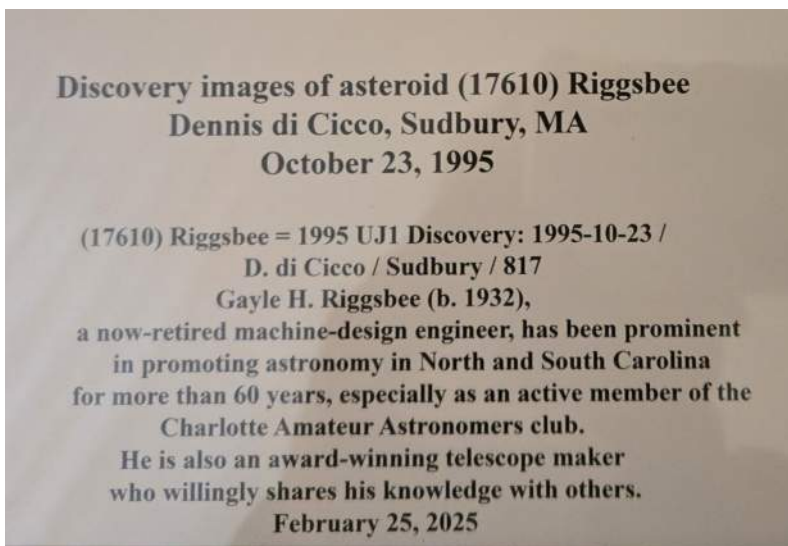 Discovery images of asteroid (17610) Riggsbee
Dennis di Cicco, Sudbury, MA
October 23, 1995
(17610) Riggsbee = 1995 UJ1 Discovery: 1995-10-23 /
D. di Cicco / Sudbury / 817
Gayle H. Riggsbee (b. 1932),
a now-retired machine-design engineer, has been prominent
in promoting astronomy in North and South Carolina
for more than 60 years, especially as an active member of the
Charlotte Amateur Astronomers club.
He is also an award-winning telescope maker
who willingly shares his knowledge with others.
February 25, 2025